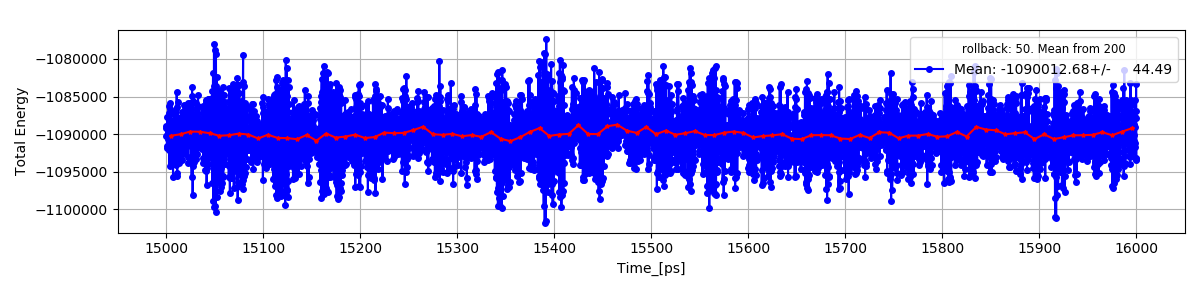 rollback: 50. Mean from 200
Mean: -1090012.68+/- 44.49
Total Energy
−1080000
−1085000
−1090000
−1095000
−1100000
15000 15100 15200 15300 15400 15500 15600 15700 15800 15900 16000
Time_[ps]